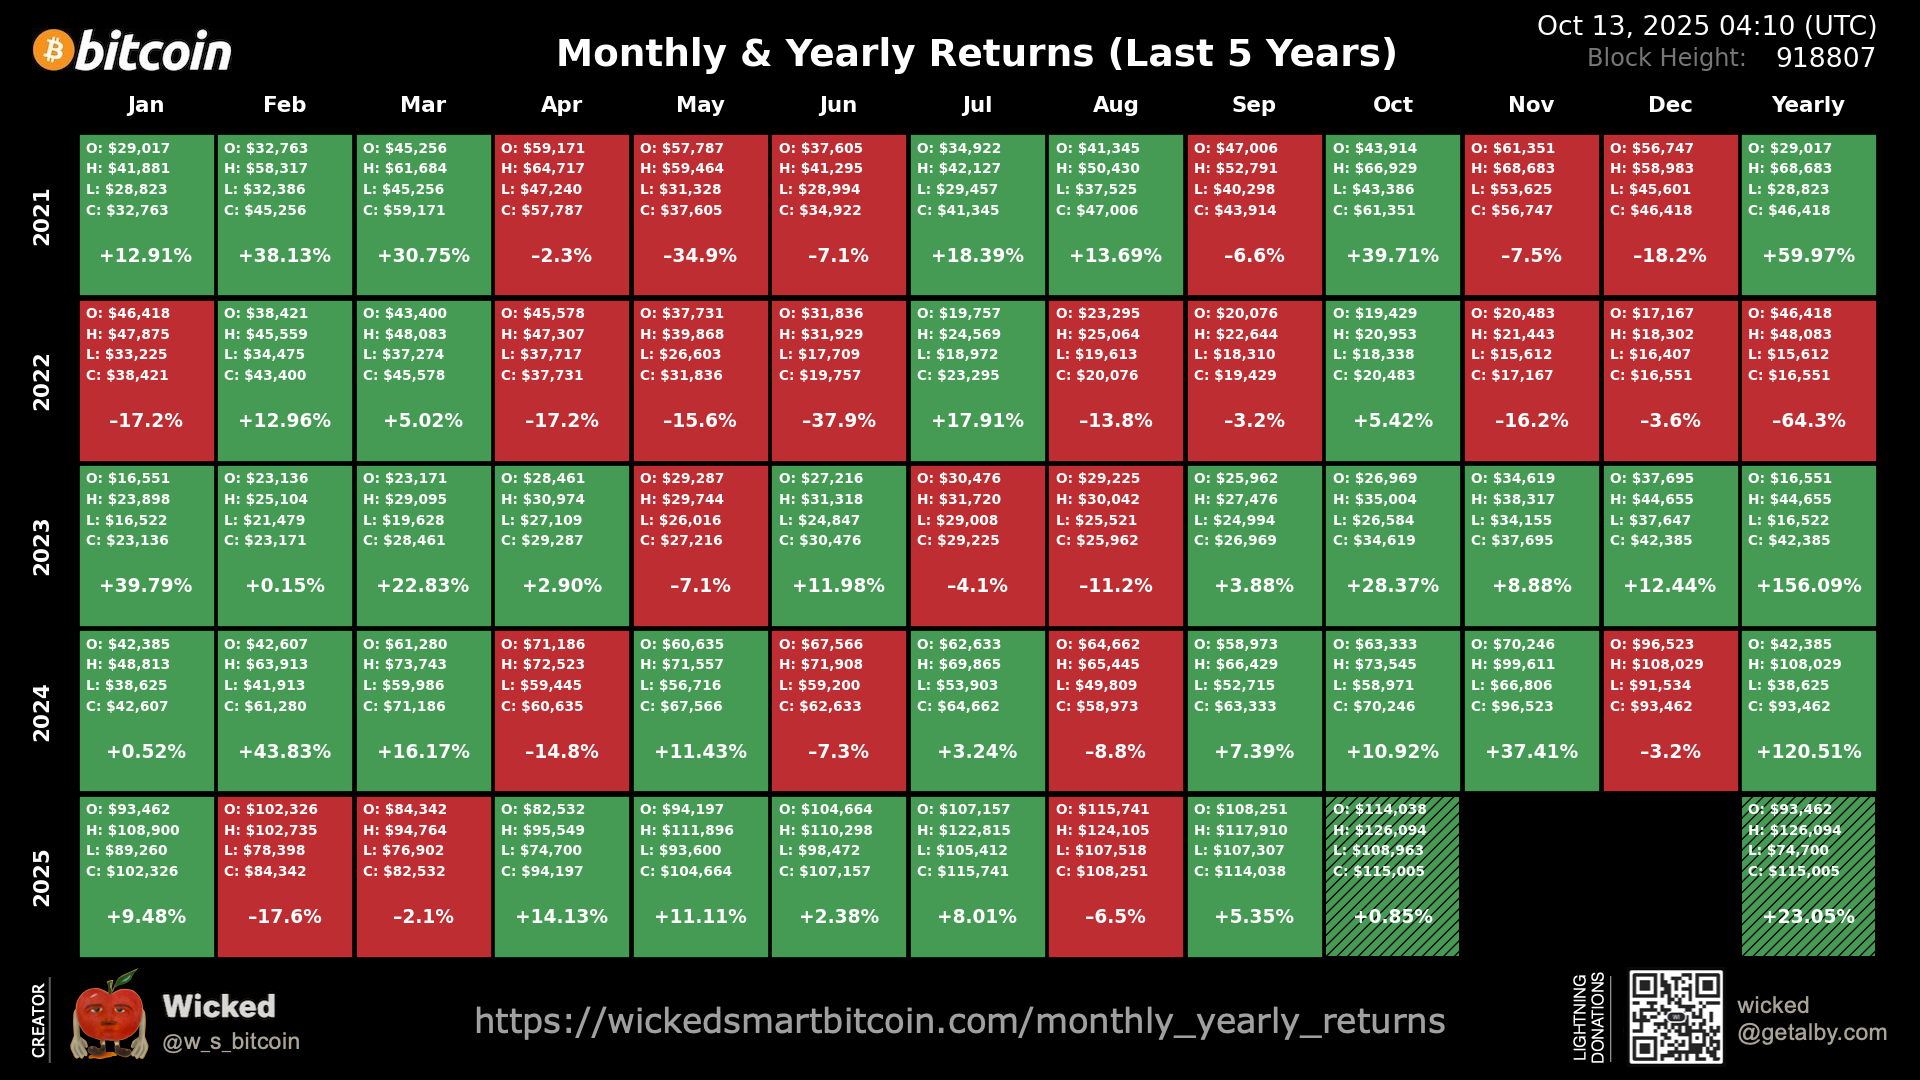 bitcoin
Monthly & Yearly Returns (Last 5 Years)
Oct 13, 2025 04:10 (UTC)
Block Height: 918807
Jan Feb Mar Apr May Jun Jul Aug Sep Oct Nov Dec Yearly
2021
O: $29,017 O: $32,763 O: $45,256 O: $59,171 O: $57,787 O: $37,605 O: $34,922 O: $41,345 O: $47,006 O: $43,914 O: $61,351 O: $56,747 O: $29,017
H: $41,881 H: $58,317 H: $61,684 H: $64,717 H: $59,464 H: $41,295 H: $42,127 H: $50,430 H: $52,791 H: $66,929 H: $68,683 H: $58,983 H: $68,683
L: $28,823 L: $32,386 L: $45,256 L: $47,240 L: $31,328 L: $28,994 L: $29,457 L: $37,525 L: $40,298 L: $43,386 L: $53,625 L: $45,601 L: $28,823
C: $32,763 C: $45,256 C: $59,171 C: $57,787 C: $37,605 C: $34,922 C: $41,345 C: $47,006 C: $43,914 C: $61,351 C: $56,747 C: $46,418 C: $46,418
+12.91% +38.13% +30.75% –2.3% –34.9% –7.1% +18.39% +13.69% –6.6% +39.71% –7.5% –18.2% +59.97%
2022
O: $46,418 O: $38,421 O: $43,400 O: $45,578 O: $37,731 O: $31,836 O: $19,757 O: $23,295 O: $20,076 O: $19,429 O: $20,483 O: $17,167 O: $46,418
H: $47,875 H: $45,559 H: $48,083 H: $47,307 H: $39,868 H: $31,929 H: $24,569 H: $25,064 H: $22,644 H: $20,953 H: $21,443 H: $18,302 H: $48,083
L: $33,225 L: $34,475 L: $37,274 L: $37,717 L: $26,603 L: $17,709 L: $18,972 L: $19,613 L: $18,310 L: $18,338 L: $15,612 L: $16,407 L: $15,612
C: $38,421 C: $43,400 C: $45,578 C: $37,731 C: $31,836 C: $19,757 C: $23,295 C: $20,076 C: $19,429 C: $20,483 C: $17,167 C: $16,551 C: $16,551
–17.2% +12.96% +5.02% –17.2% –15.6% –37.9% +17.91% –13.8% –3.2% +5.42% –16.2% –3.6% –64.3%
2023
O: $16,551 O: $23,136 O: $23,171 O: $28,461 O: $29,287 O: $27,216 O: $30,476 O: $29,225 O: $25,962 O: $26,969 O: $34,619 O: $37,695 O: $16,551
H: $23,898 H: $25,104 H: $29,095 H: $30,974 H: $29,744 H: $31,318 H: $31,720 H: $30,042 H: $27,476 H: $35,004 H: $38,317 H: $44,655 H: $44,655
L: $16,522 L: $21,479 L: $19,628 L: $27,109 L: $26,016 L: $24,847 L: $29,008 L: $25,521 L: $24,994 L: $26,584 L: $34,155 L: $37,647 L: $16,522
C: $23,136 C: $23,171 C: $28,461 C: $29,287 C: $27,216 C: $30,476 C: $29,225 C: $25,962 C: $26,969 C: $34,619 C: $37,695 C: $42,385 C: $42,385
+39.79% +0.15% +22.83% +2.90% –7.1% +11.98% –4.1% –11.2% +3.88% +28.37% +8.88% +12.44% +156.09%
2024
O: $42,385 O: $42,607 O: $61,280 O: $71,186 O: $60,635 O: $67,566 O: $62,633 O: $64,662 O: $58,973 O: $63,333 O: $70,246 O: $96,523 O: $42,385
H: $48,813 H: $63,913 H: $73,743 H: $72,523 H: $71,557 H: $71,908 H: $69,865 H: $65,445 H: $66,429 H: $73,545 H: $99,611 H: $108,029 H: $108,029
L: $38,625 L: $41,913 L: $59,986 L: $59,445 L: $56,716 L: $59,200 L: $53,903 L: $49,809 L: $52,715 L: $58,971 L: $66,806 L: $91,534 L: $38,625
C: $42,607 C: $61,280 C: $71,186 C: $60,635 C: $67,566 C: $62,633 C: $64,662 C: $58,973 C: $63,333 C: $70,246 C: $96,523 C: $93,462 C: $93,462
+0.52% +43.83% +16.17% –14.8% +11.43% –7.3% +3.24% –8.8% +7.39% +10.92% +37.41% –3.2% +120.51%
2025
O: $93,462 O: $102,326 O: $84,342 O: $82,532 O: $94,197 O: $104,664 O: $107,157 O: $115,741 O: $108,251 O: $114,038 O: $93,462
H: $108,900 H: $102,735 H: $94,764 H: $95,549 H: $111,896 H: $110,298 H: $122,815 H: $124,105 H: $117,910 H: $126,094 H: $126,094
L: $89,260 L: $78,398 L: $76,902 L: $74,700 L: $93,600 L: $98,472 L: $105,412 L: $107,518 L: $107,307 L: $108,963 L: $74,700
C: $102,326 C: $84,342 C: $82,532 C: $94,197 C: $104,664 C: $107,157 C: $115,741 C: $108,251 C: $114,038 C: $115,005 C: $115,005
+9.48% –17.6% –2.1% +14.13% +11.11% +2.38% +8.01% –6.5% +5.35% +0.85% +23.05%
CREATOR
Wicked
@w_s_bitcoin
https://wickedsmartbitcoin.com/monthly_yearly_returns
LIGHTNING
DONATIONS
wicked
@getalby.com